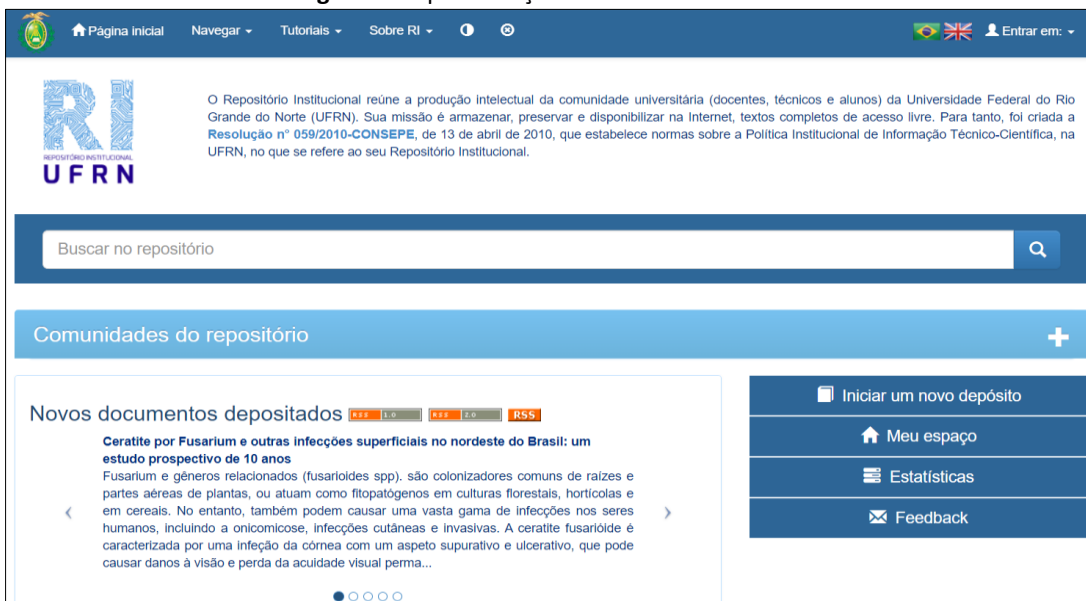 Página inicial Navegar Tutoriais Sobre RI Entrar em:
O Repositório Institucional reúne a produção intelectual da comunidade universitária (docentes, técnicos e alunos) da Universidade Federal do Rio
Grande do Norte (UFRN). Sua missão é armazenar, preservar e disponibilizar na Internet, textos completos de acesso livre. Para tanto, foi criada a
Resolução n° 059/2010-CONSEPE, de 13 de abril de 2010, que estabelece normas sobre a Política Institucional de Informação Técnico-Científica, na
UFRN, no que se refere ao seu Repositório Institucional.
RI
REPOSITÓRIO INSTITUCIONAL
UFRN
Buscar no repositório
Comunidades do repositório
Novos documentos depositados RSS 1.0 RSS 2.0 RSS
Ceratite por Fusarium e outras infecções superficiais no nordeste do Brasil: um
estudo prospectivo de 10 anos
Fusarium e gêneros relacionados (fusarioides spp). são colonizadores comuns de raízes e
partes aéreas de plantas, ou atuam como fitopatógenos em culturas florestais, hortícolas e
em cereais. No entanto, também podem causar uma vasta gama de infecções nos seres
humanos, incluindo a onicomicose, infecções cutâneas e invasivas. A ceratite fusarióide é
caracterizada por uma infeção da córnea com um aspeto supurativo e ulcerativo, que pode
causar danos à visão e perda da acuidade visual perma...
Iniciar um novo depósito
Meu espaço
Estatísticas
Feedback